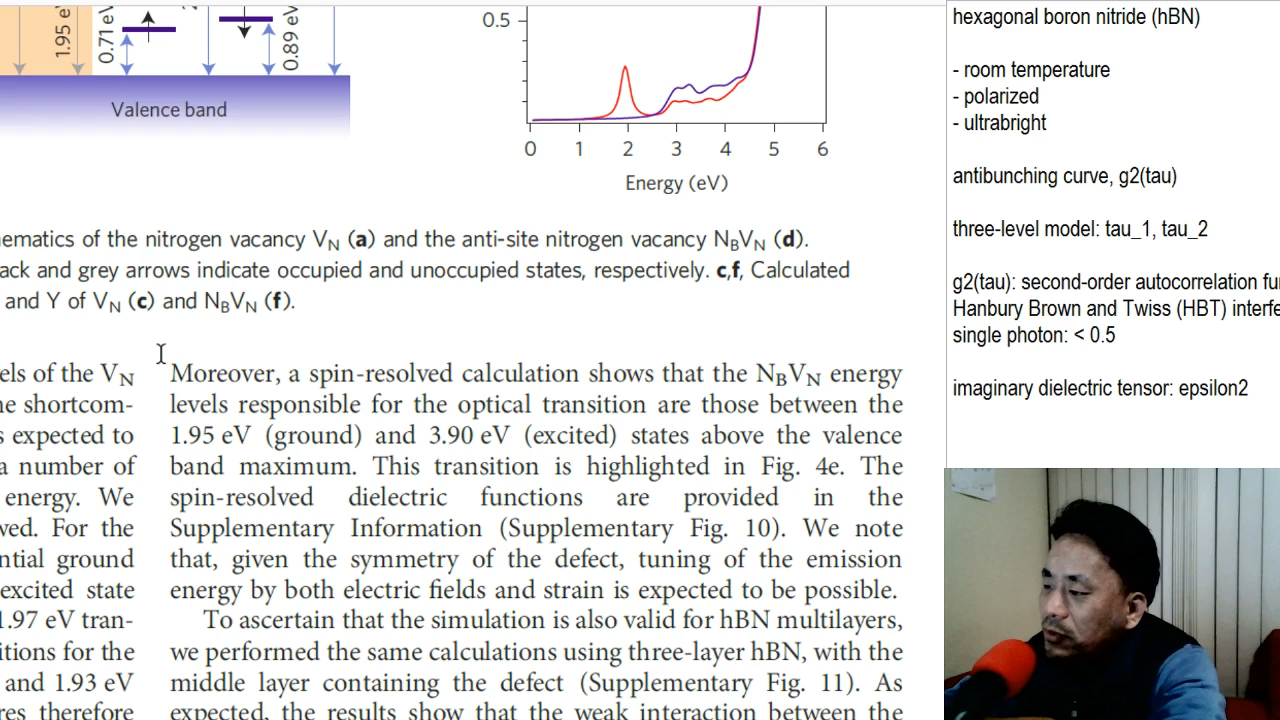 1.95 e
0.71 eV
0.89 eV
Valence band
0.5
0 1 2 3 4 5 6
Energy (eV)
ematics of the nitrogen vacancy VN (a) and the anti-site nitrogen vacancy NBVN (d).
ack and grey arrows indicate occupied and unoccupied states, respectively. c,f, Calculated
and Y of VN (c) and NBVN (f).
els of the VN
he shortcom-
s expected to
a number of
energy. We
wed. For the
ntial ground
excited state
1.97 eV tran-
itions for the
and 1.93 eV
res therefore
Moreover, a spin-resolved calculation shows that the NBVN energy
levels responsible for the optical transition are those between the
1.95 eV (ground) and 3.90 eV (excited) states above the valence
band maximum. This transition is highlighted in Fig. 4e. The
spin-resolved dielectric functions are provided in the
Supplementary Information (Supplementary Fig. 10). We note
that, given the symmetry of the defect, tuning of the emission
energy by both electric fields and strain is expected to be possible.
To ascertain that the simulation is also valid for hBN multilayers,
we performed the same calculations using three-layer hBN, with the
middle layer containing the defect (Supplementary Fig. 11). As
expected, the results show that the weak interaction between the
hexagonal boron nitride (hBN)
- room temperature
- polarized
- ultrabright
antibunching curve, g2(tau)
three-level model: tau_1, tau_2
g2(tau): second-order autocorrelation fu
Hanbury Brown and Twiss (HBT) interfe
single photon: < 0.5
imaginary dielectric tensor: epsilon2